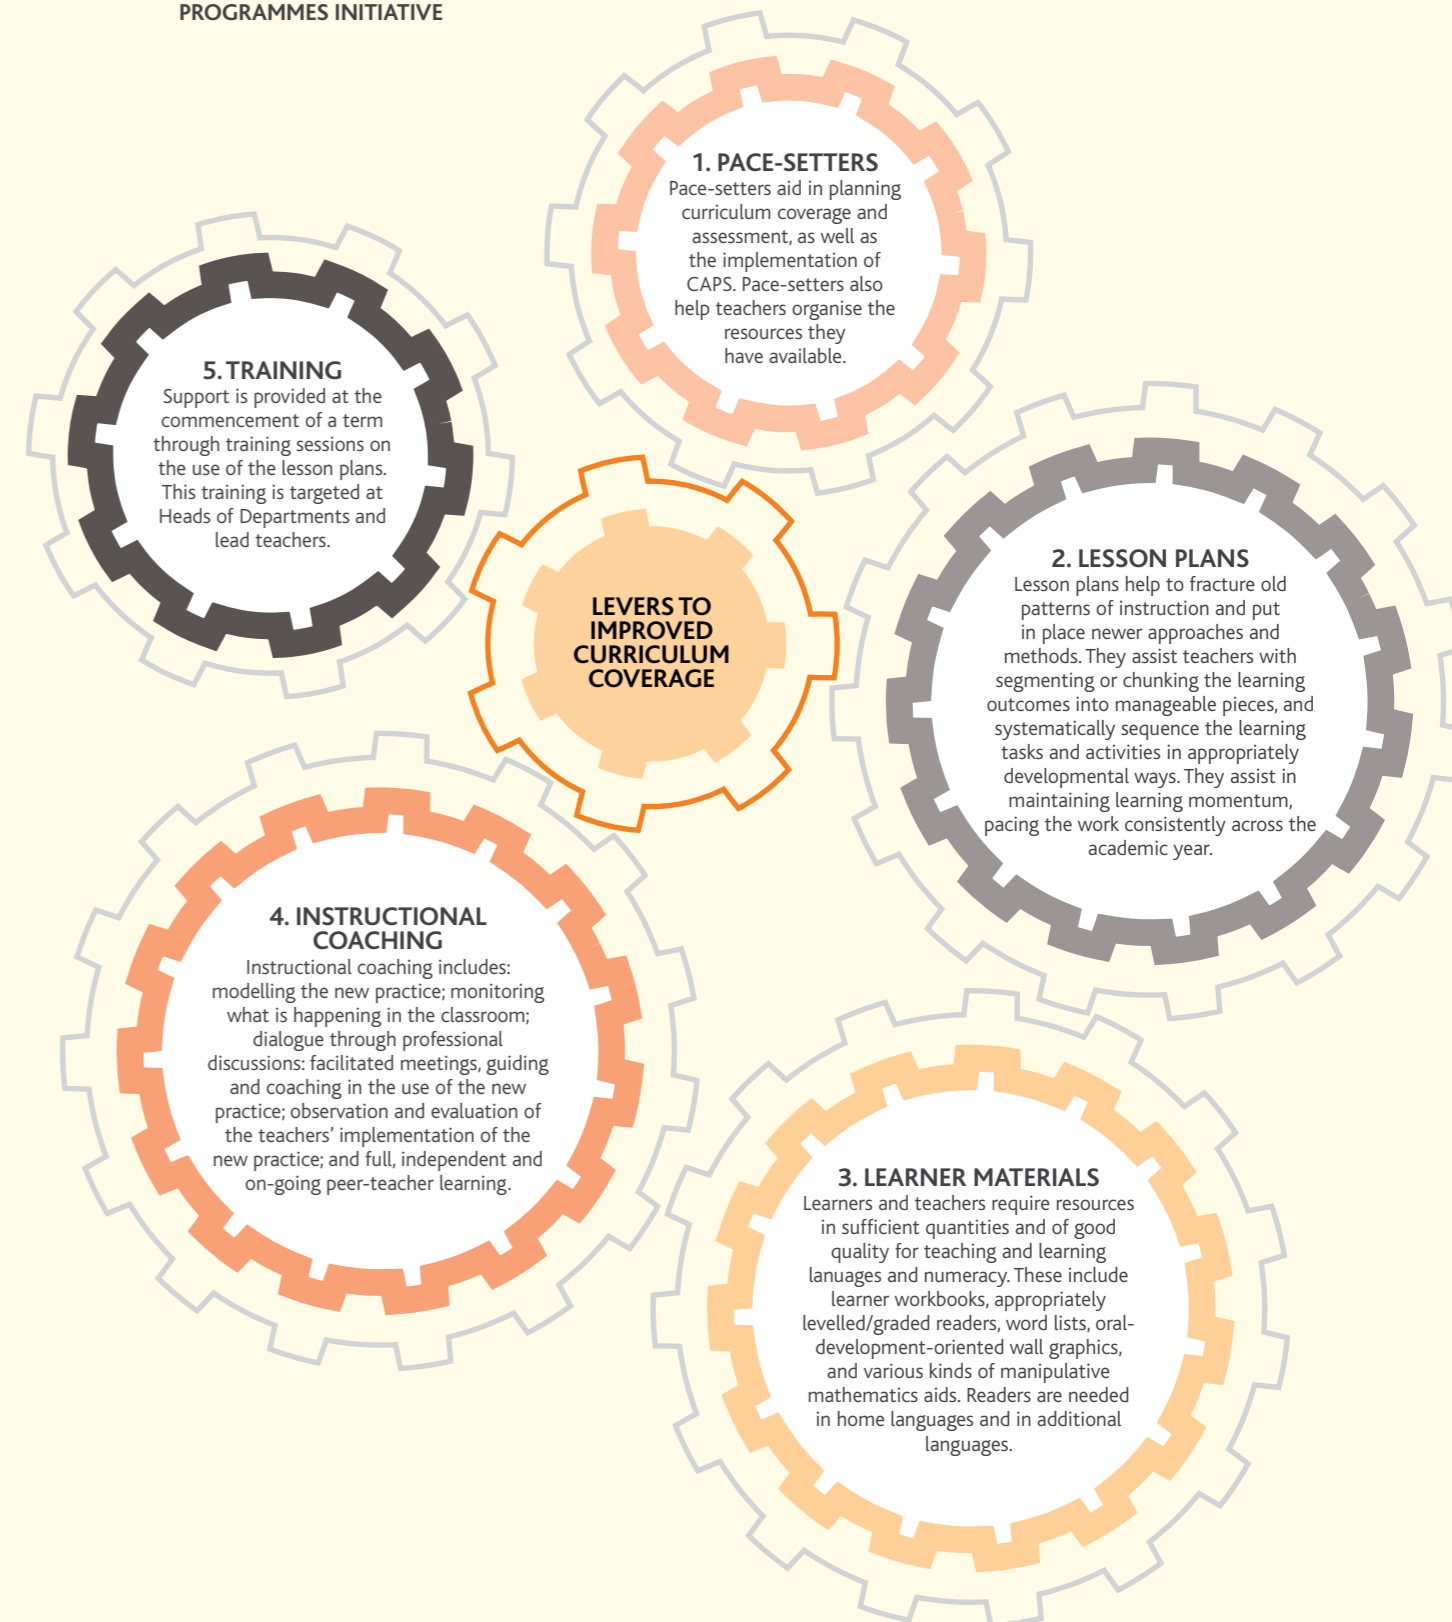 PROGRAMMES INITIATIVE
1. PACE-SETTERS
Pace-setters aid in planning
curriculum coverage and
assessment, as well as
the implementation of
CAPS. Pace-setters also
help teachers organise the
resources they
have available.
5. TRAINING
Support is provided at the
commencement of a term
through training sessions on
the use of the lesson plans.
This training is targeted at
Heads of Departments and
lead teachers.
LEVERS TO
IMPROVED
CURRICULUM
COVERAGE
2. LESSON PLANS
Lesson plans help to fracture old
patterns of instruction and put
in place newer approaches and
methods. They assist teachers with
segmenting or chunking the learning
outcomes into manageable pieces, and
systematically sequence the learning
tasks and activities in appropriately
developmental ways. They assist in
maintaining learning momentum,
pacing the work consistently across the
academic year.
4. INSTRUCTIONAL
COACHING
Instructional coaching includes:
modelling the new practice; monitoring
what is happening in the classroom;
dialogue through professional
discussions: facilitated meetings, guiding
and coaching in the use of the new
practice; observation and evaluation of
the teachers' implementation of the
new practice; and full, independent and
on-going peer-teacher learning.
3. LEARNER MATERIALS
Learners and teachers require resources
in sufficient quantities and of good
quality for teaching and learning
lanuages and numeracy. These include
learner workbooks, appropriately
levelled/graded readers, word lists, oral-
development-oriented wall graphics,
and various kinds of manipulative
mathematics aids. Readers are needed
in home languages and in additional
languages.